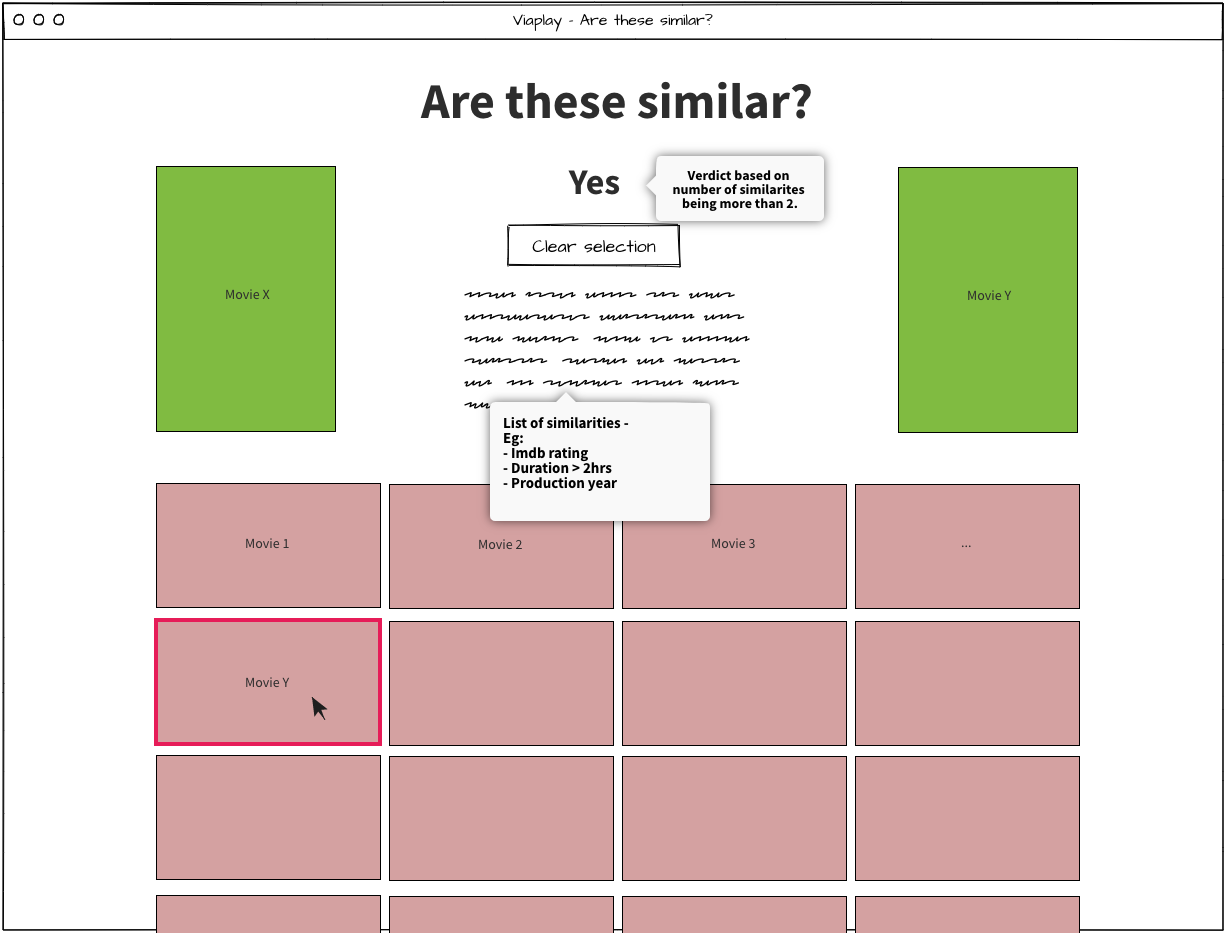 Viaplay - Are these similar?
Are these similar?
Yes
Verdict based on
number of similarites
being more than 2.
Clear selection
Movie X
Movie Y
List of similarities -
Eg:
- Imdb rating
- Duration > 2hrs
- Production year
Movie 1
Movie 2
Movie 3
...
Movie Y